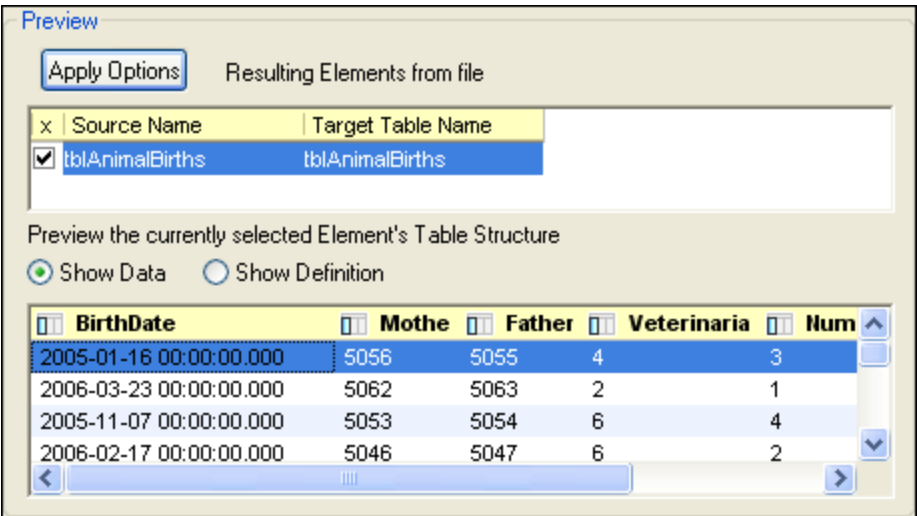 Preview
Apply Options Resulting Elements from file
x Source Name Target Table Name
tblAnimalBirths tblAnimalBirths
Preview the currently selected Element's Table Structure
Show Data Show Definition
BirthDate Mothe Father Veterinaria Num
2005-01-16 00:00:00.000 5056 5055 4 3
2006-03-23 00:00:00.000 5062 5063 2 1
2005-11-07 00:00:00.000 5053 5054 6 4
2006-02-17 00:00:00.000 5046 5047 6 2